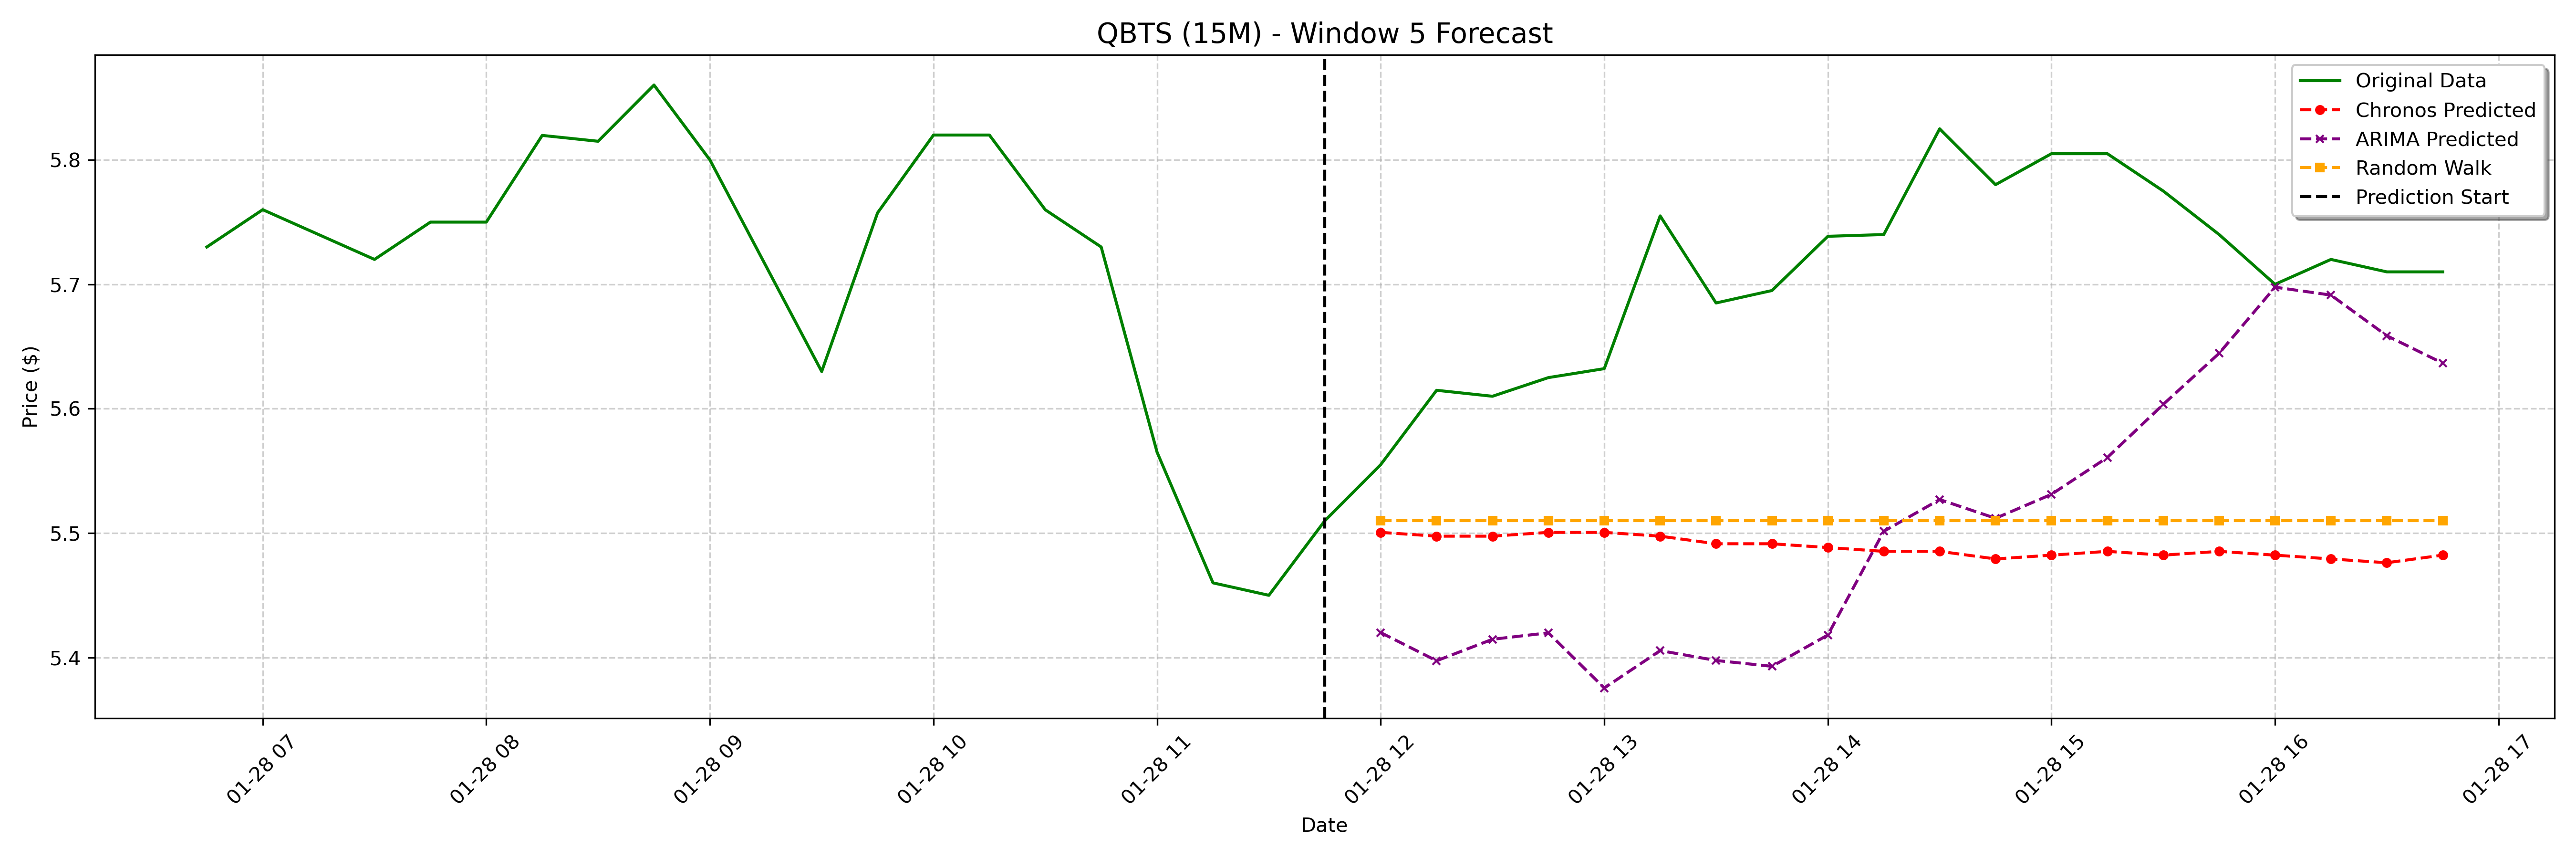 QBTS (15M) - Window 5 Forecast
Original Data
Chronos Predicted
ARIMA Predicted
Random Walk
Prediction Start
Price ($)
5.8
5.7
5.6
5.5
5.4
01-28 07
01-28 08
01-28 09
01-28 10
01-28 11
01-28 12
01-28 13
01-28 14
01-28 15
01-28 16
01-28 17
Date